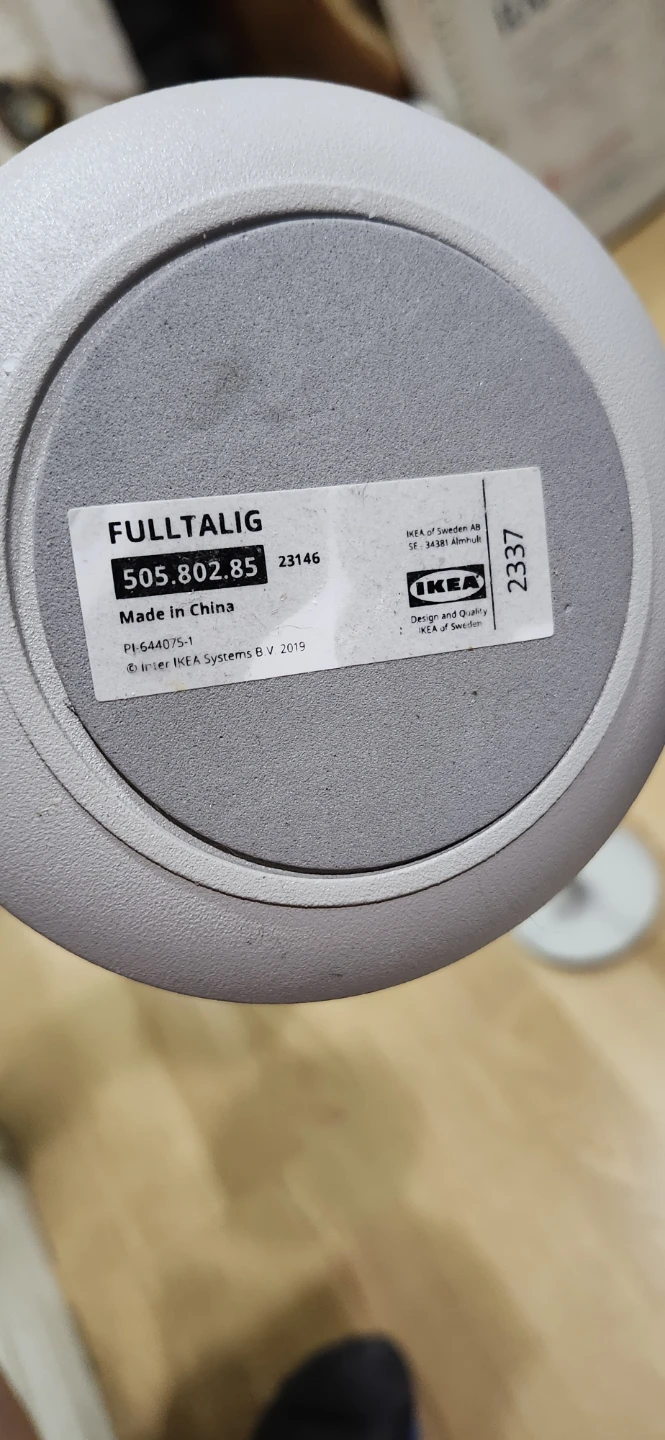 FULLTALIG
505.802.85 23146
Made in China
PI-644075-1
© Inter IKEA Systems B.V. 2019
IKEA of Sweden AB
SE - 34381 Älmhult
IKEA
Design and Quality
IKEA of Sweden
2337